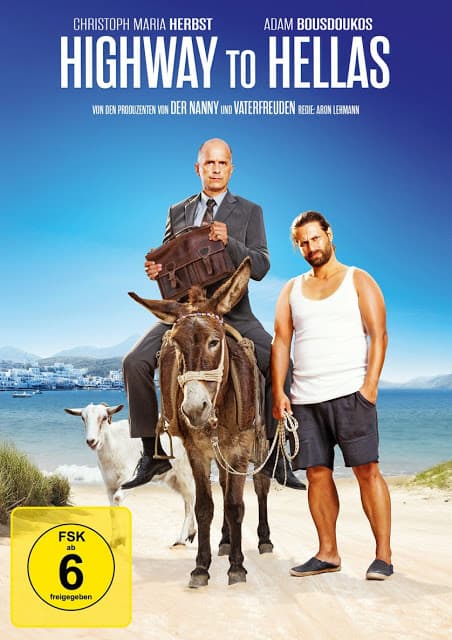 CHRISTOPH MARIA HERBST ADAM BOUSDOUKOS
HIGHWAY TO HELLAS
VON DEN PRODUZENTEN VON DER NANNY UND VATERFREUDEN REGIE: ARON LEHMANN
FSK
ab
6
freigegeben